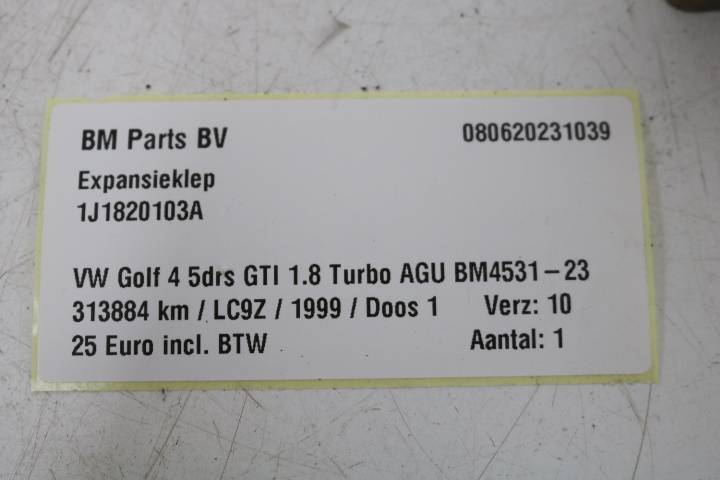 BM Parts BV 080620231039
Expansieklep
1J1820103A
VW Golf 4 5drs GTI 1.8 Turbo AGU BM4531-23
313884 km / LC9Z / 1999 / Doos 1 Verz: 10
25 Euro incl. BTW Aantal: 1